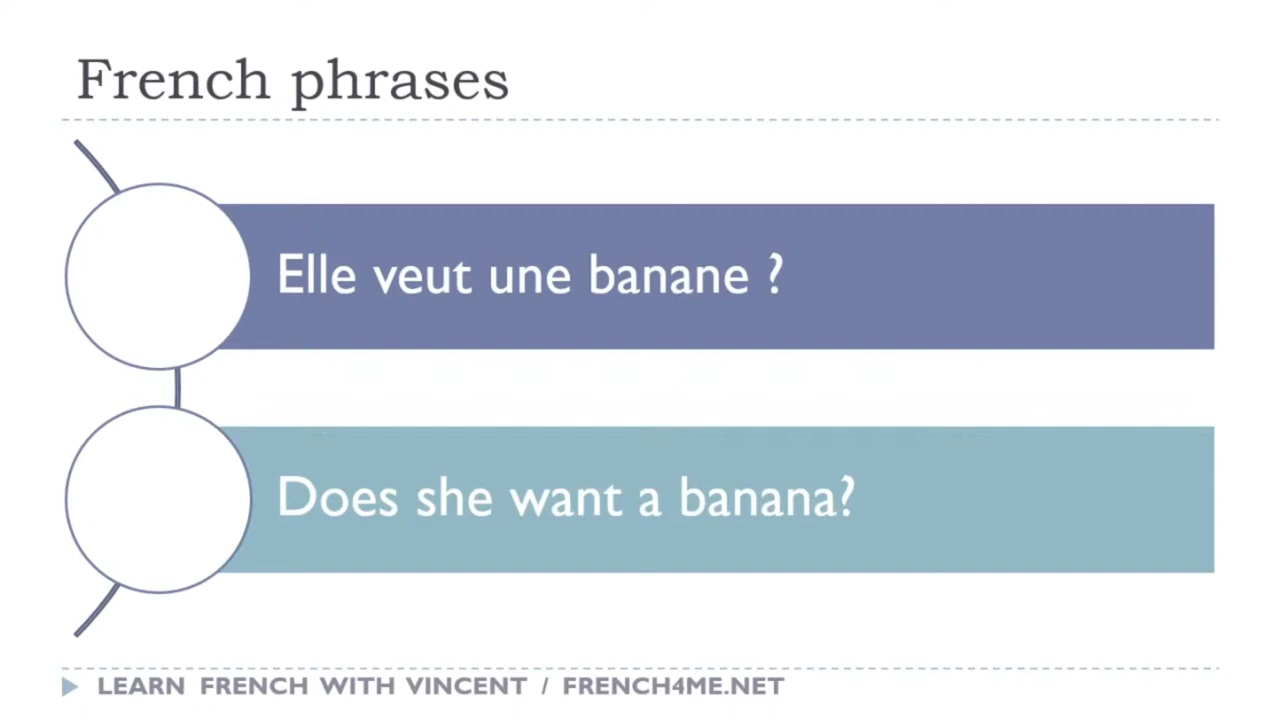 French phrases
Elle veut une banane ?
Does she want a banana?
LEARN FRENCH WITH VINCENT / FRENCH4ME.NET